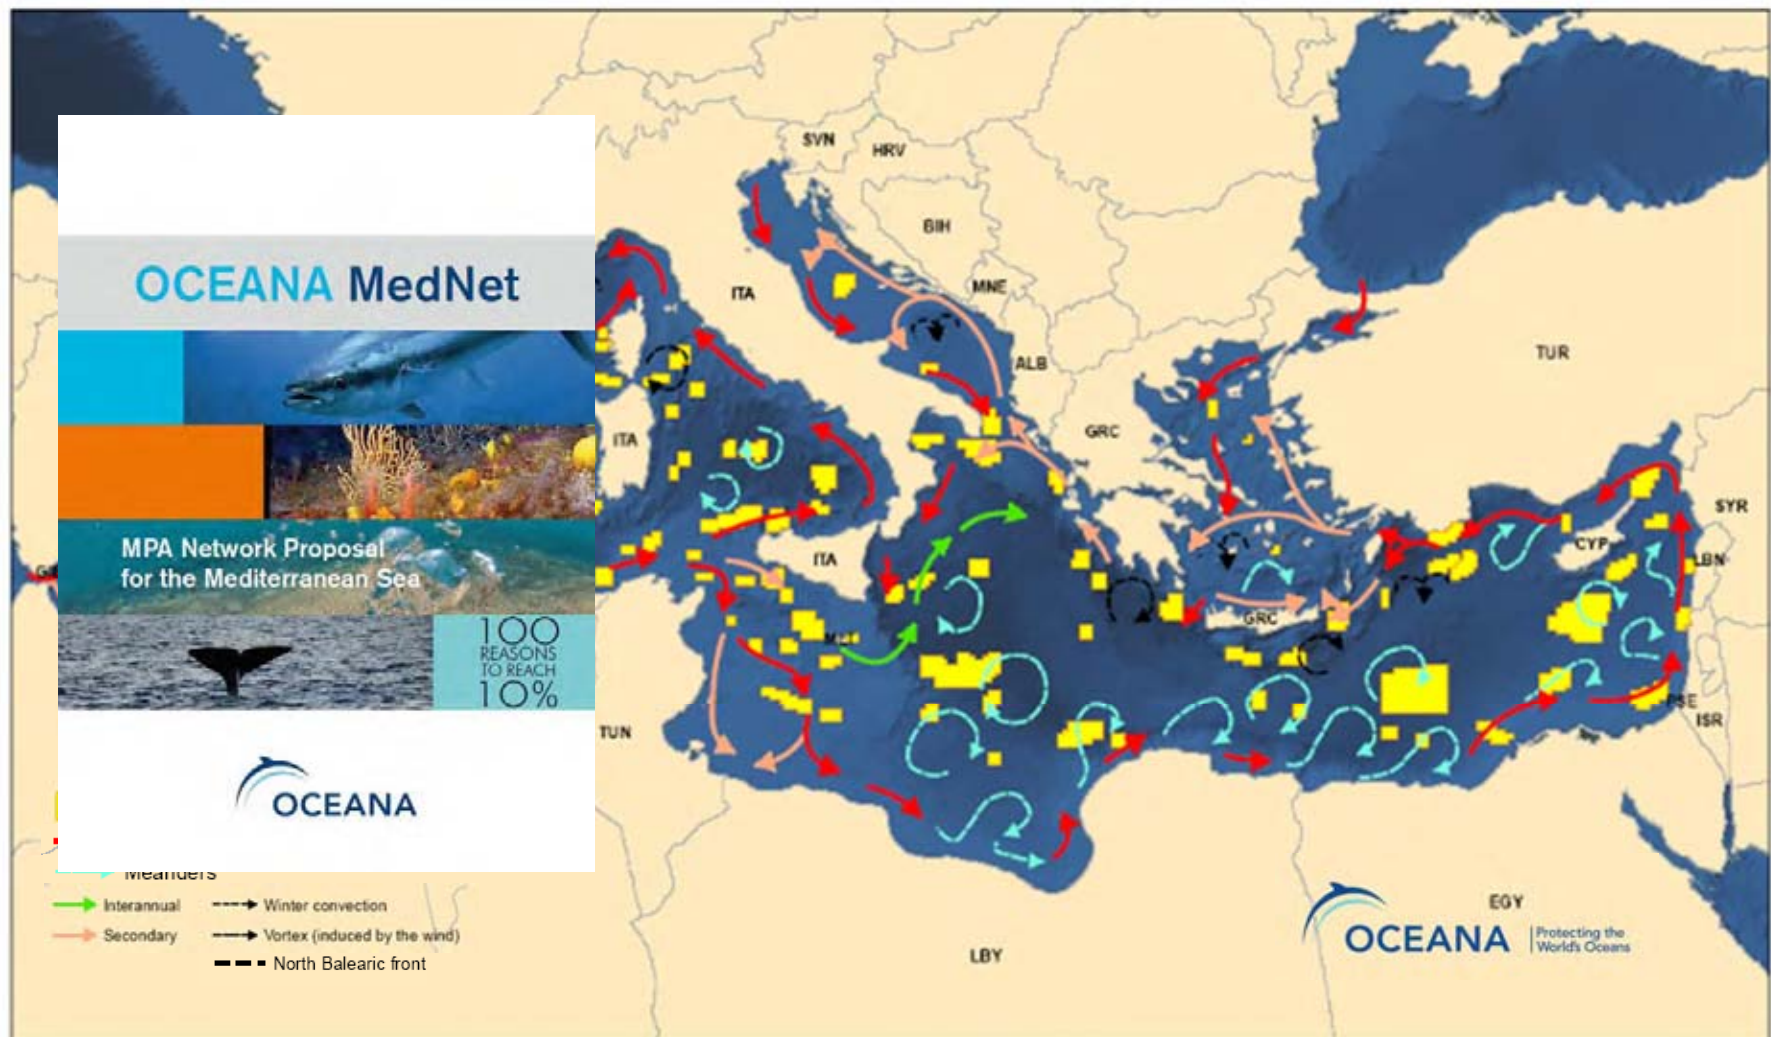 SVN
HRV
BIH
MNE
ITA
ALB
TUR
GRC
ITA
SYR
CYP
LBN
ITA
GRC
PSE
ISR
TUN
EGY
LBY
OCEANA MedNet
MPA Network Proposal
for the Mediterranean Sea
100
REASONS
TO REACH
10%
OCEANA
Meanders
Interannual
Winter convection
Secondary
Vortex (induced by the wind)
North Balearic front
OCEANA
Protecting the
World's Oceans